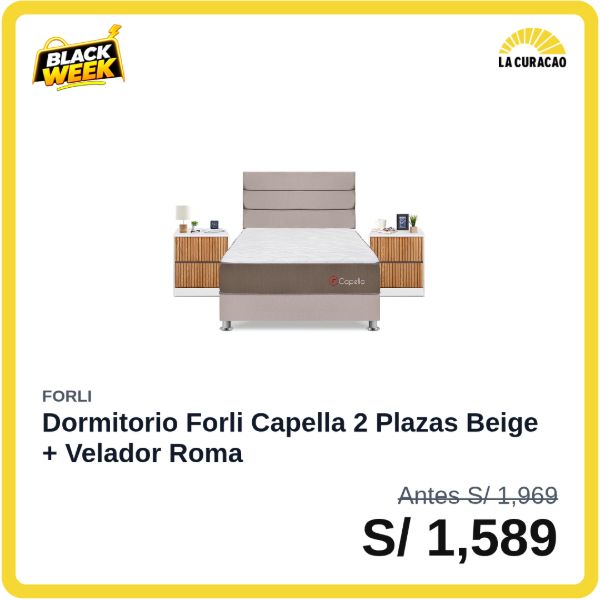 BLACK
WEEK
LA CURACAO
Capella
FORLI
Dormitorio Forli Capella 2 Plazas Beige
+ Velador Roma
Antes S/ 1,969
S/ 1,589